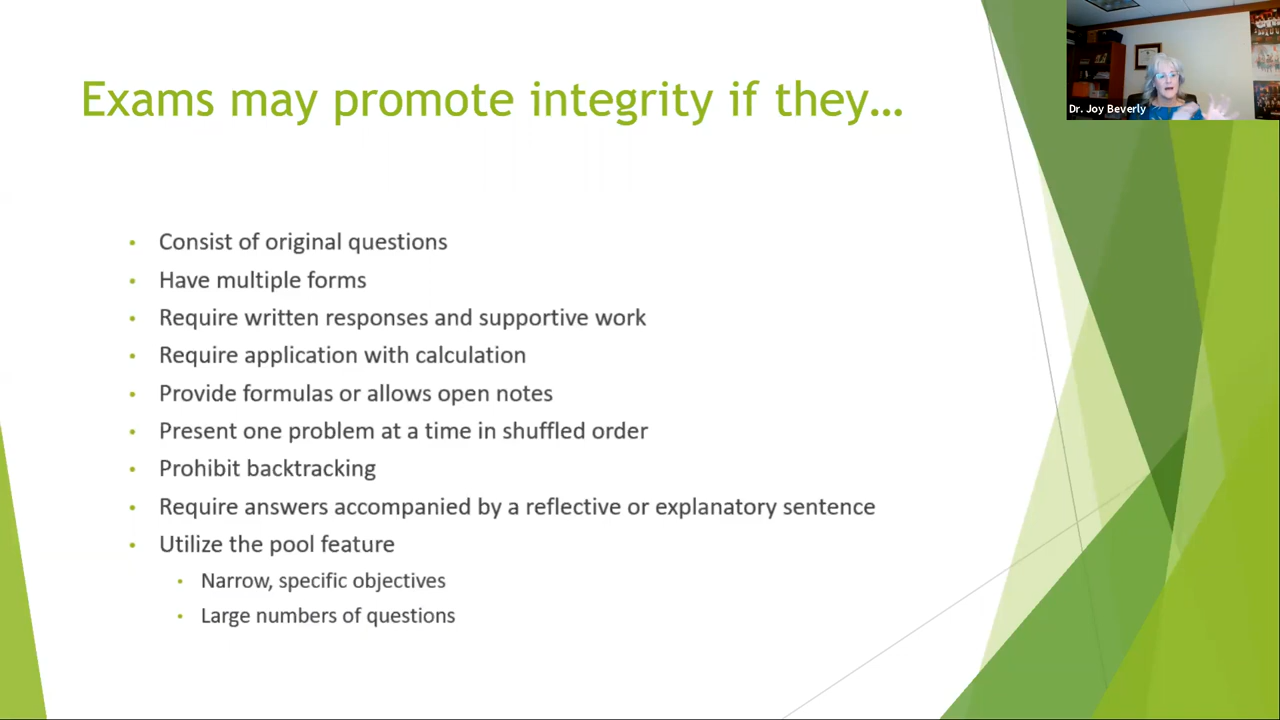 Exams may promote integrity if they…
Dr. Joy Beverly
• Consist of original questions
• Have multiple forms
• Require written responses and supportive work
• Require application with calculation
• Provide formulas or allows open notes
• Present one problem at a time in shuffled order
• Prohibit backtracking
• Require answers accompanied by a reflective or explanatory sentence
• Utilize the pool feature
• Narrow, specific objectives
• Large numbers of questions